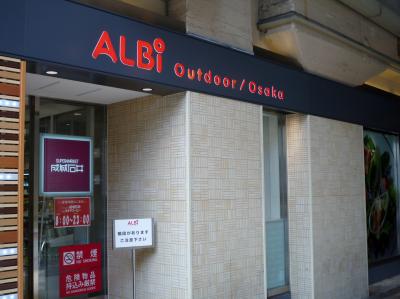 ALBi Outdoor/Osaka
SUPERMARKET
成城石井
8:00~23:00
禁煙
NO SMOKING
危険物品
持込み厳禁
ALBi
段差があります
ご注意下さい